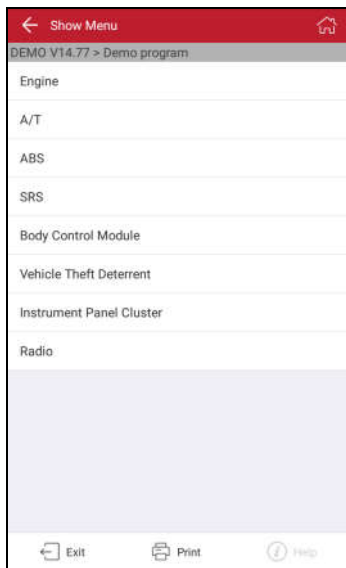 Show Menu
DEMO V14.77 > Demo program
Engine
A/T
ABS
SRS
Body Control Module
Vehicle Theft Deterrent
Instrument Panel Cluster
Radio
Exit Print Help